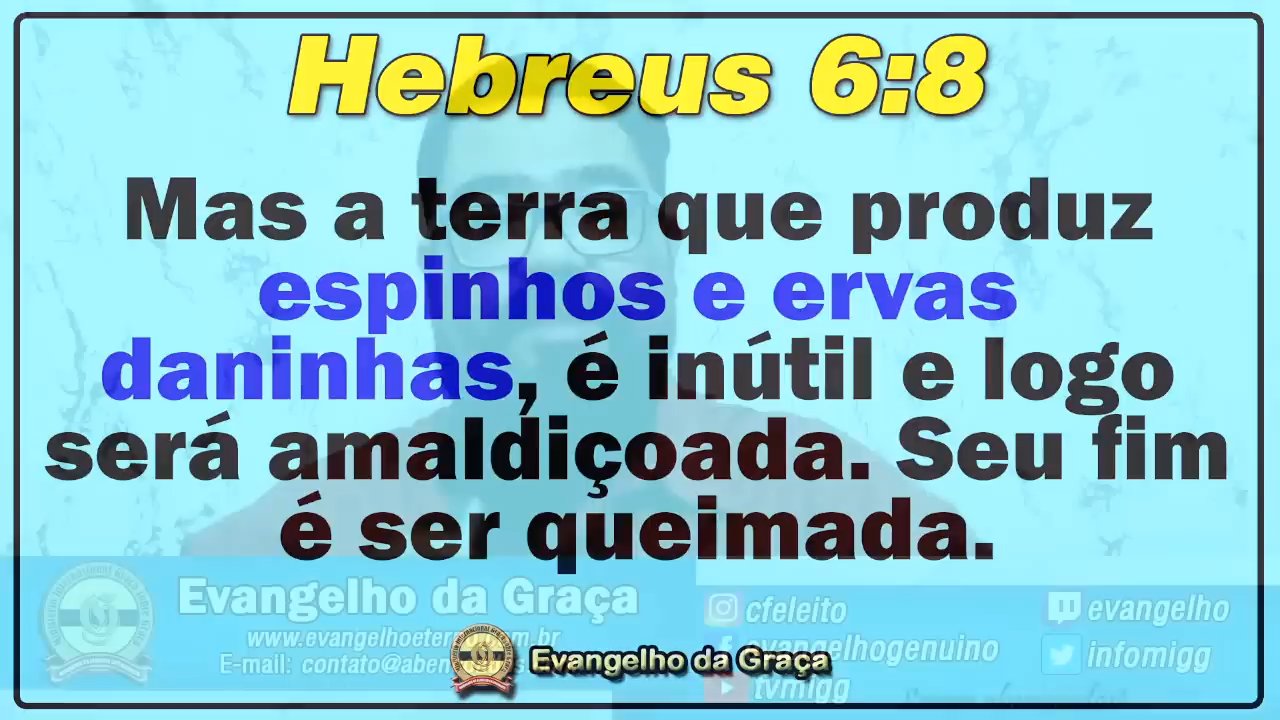 Hebreus 6:8
Mas a terra que produz
espinhos e ervas
daninhas, é inútil e logo
será amaldiçoada. Seu fim
é ser queimada.
Evangelho da Graça
www.evangelhoeter
.br
E-mail: contato@aben
cfeleito
evangelhogenuino
tvmigg
evangelho
infomigg
Evangelho da Graça